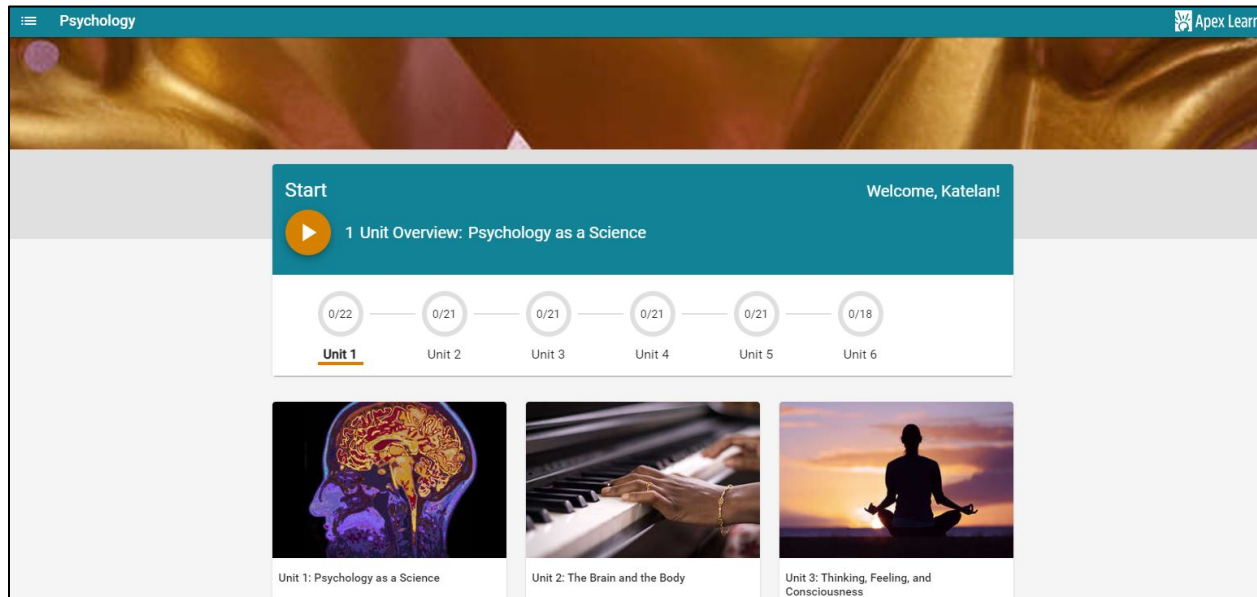 Psychology
Apex Learn
Start
Welcome, Katelan!
1 Unit Overview: Psychology as a Science
0/22
0/21
0/21
0/21
0/21
0/18
Unit 1
Unit 2
Unit 3
Unit 4
Unit 5
Unit 6
Unit 1: Psychology as a Science
Unit 2: The Brain and the Body
Unit 3: Thinking, Feeling, and
Consciousness